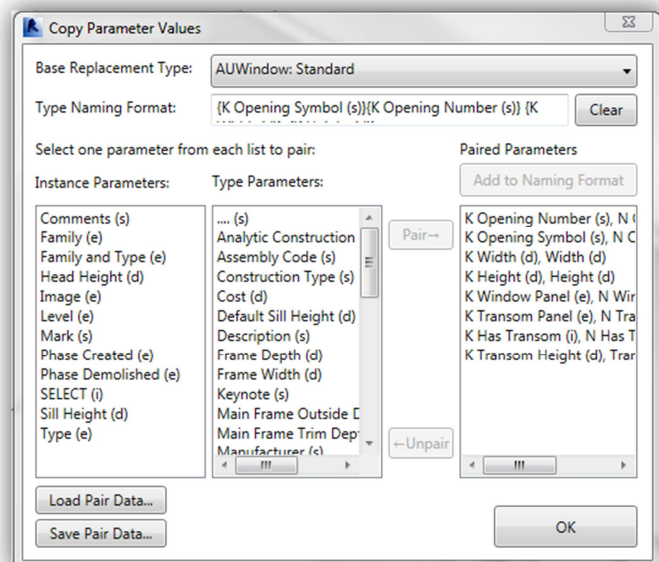 Copy Parameter Values
Base Replacement Type:
AUWindow: Standard
Type Naming Format:
{K Opening Symbol (s)}{K Opening Number (s)} {K
Clear
Select one parameter from each list to pair:
Paired Parameters
Instance Parameters:
Type Parameters:
Add to Naming Format
Comments (s)
Family (e)
Family and Type (e)
Head Height (d)
Image (e)
Level (e)
Mark (s)
Phase Created (e)
Phase Demolished (e)
SELECT (i)
Sill Height (d)
Type (e)
.... (s)
Analytic Construction
Assembly Code (s)
Construction Type (s)
Cost (d)
Default Sill Height (d)
Description (s)
Frame Depth (d)
Frame Width (d)
Keynote (s)
Main Frame Outside D
Main Frame Trim Dep
Manufacturer (s)
Pair→
←Unpair
K Opening Number (s), N O
K Opening Symbol (s), N O
K Width (d), Width (d)
K Height (d), Height (d)
K Window Panel (e), N Win
K Transom Panel (e), N Tra
K Has Transom (i), N Has T
K Transom Height (d), Tran
Load Pair Data...
Save Pair Data...
OK